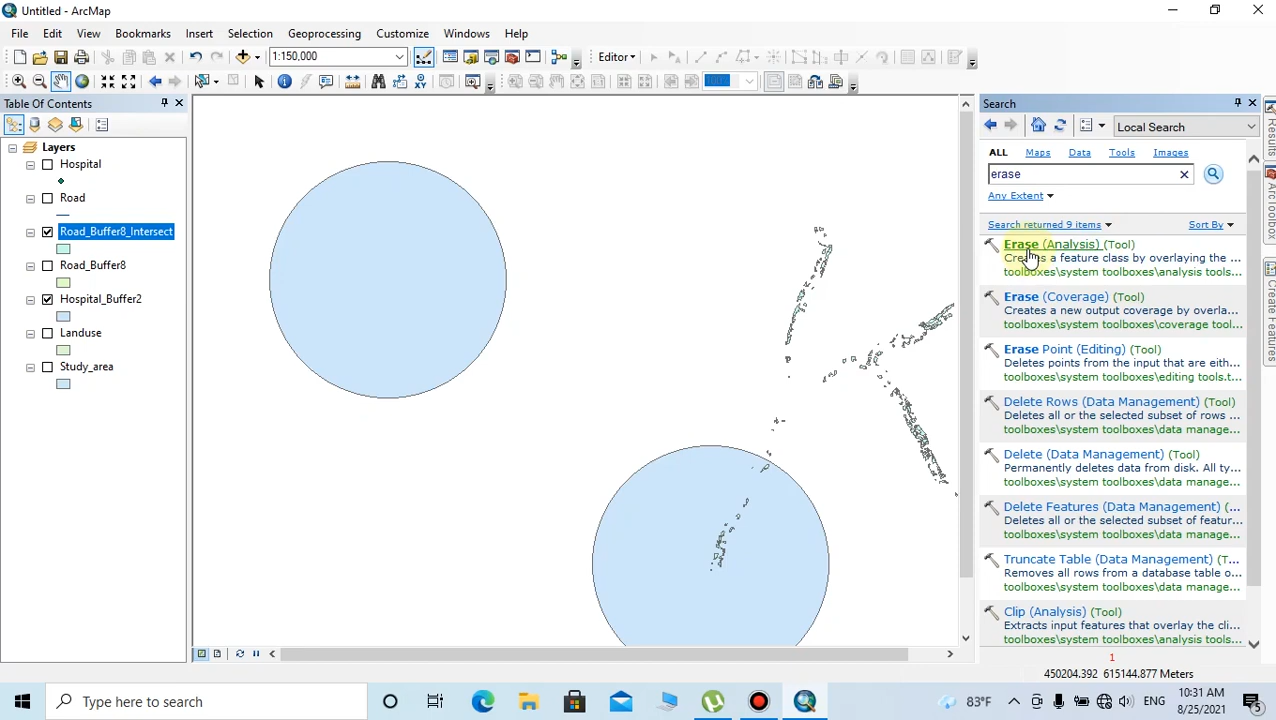 Untitled - ArcMap
File Edit View Bookmarks Insert Selection Geoprocessing Customize Windows Help
1:150,000
Editor
Table Of Contents
Layers
Hospital
Road
Road_Buffer8_Intersect
Road_Buffer8
Hospital_Buffer2
Landuse
Study_area
Search
Local Search
ALL Maps Data Tools Images
erase
Any Extent
Search returned 9 items Sort By
Erase (Analysis) (Tool)
Creates a feature class by overlaying the ...
toolboxes\system toolboxes\analysis tools...
Erase (Coverage) (Tool)
Creates a new output coverage by overla...
toolboxes\system toolboxes\coverage tool...
Erase Point (Editing) (Tool)
Deletes points from the input that are eith...
toolboxes\system toolboxes\editing tools.t...
Delete Rows (Data Management) (Tool)
Deletes all or the selected subset of rows ...
toolboxes\system toolboxes\data manage...
Delete (Data Management) (Tool)
Permanently deletes data from disk. All ty...
toolboxes\system toolboxes\data manage...
Delete Features (Data Management) (...
Deletes all or the selected subset of featur...
toolboxes\system toolboxes\data manage...
Truncate Table (Data Management) (T...
Removes all rows from a database table o...
toolboxes\system toolboxes\data manage...
Clip (Analysis) (Tool)
Extracts input features that overlay the cli...
toolboxes\system toolboxes\analysis tools...
1
Results
ArcToolbox
Create Features
450204.392 615144.877 Meters
Type here to search
83°F
ENG
10:31 AM
8/25/2021
5